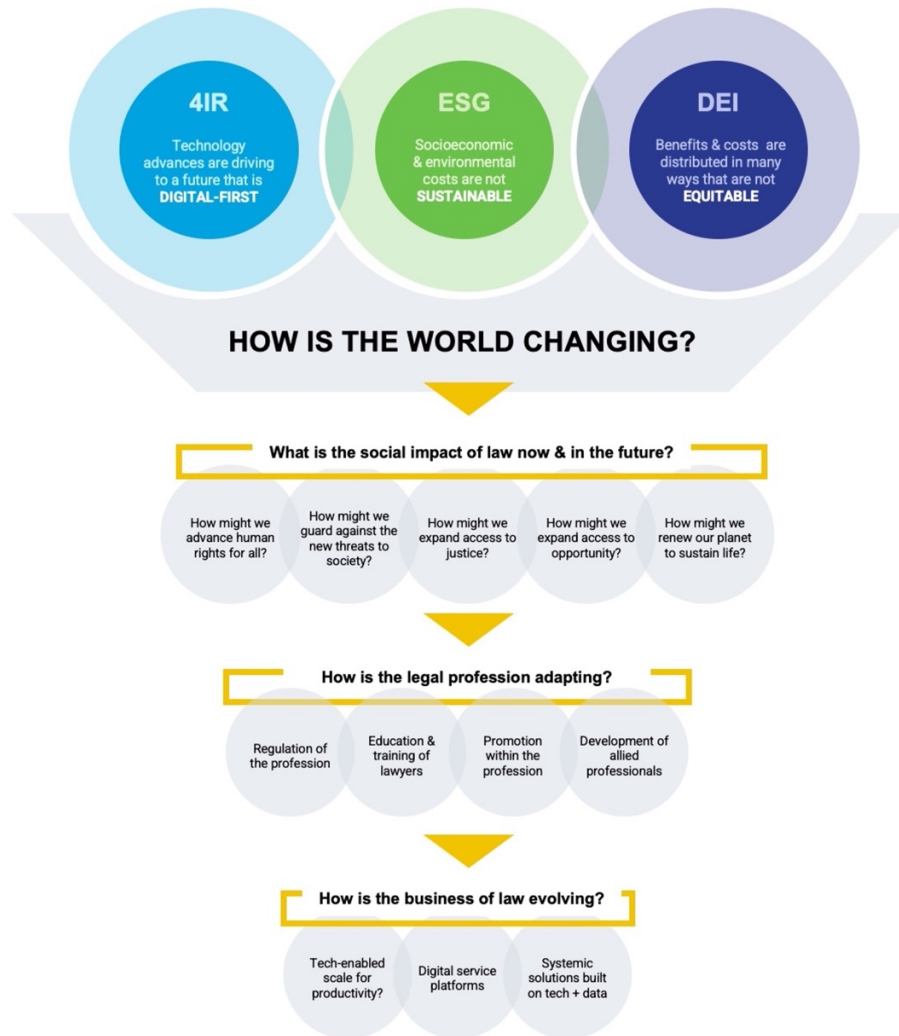 4IR
Technology
advances are driving
to a future that is
DIGITAL-FIRST
ESG
Socioeconomic
& environmental
costs are not
SUSTAINABLE
DEI
Benefits & costs are
distributed in many
ways that are not
EQUITABLE
HOW IS THE WORLD CHANGING?
What is the social impact of law now & in the future?
How might we
advance human
rights for all?
How might we
guard against the
new threats to
society?
How might we
expand access to
justice?
How might we
expand access to
opportunity?
How might we
renew our planet
to sustain life?
How is the legal profession adapting?
Regulation of
the profession
Education &
training of
lawyers
Promotion
within the
profession
Development of
allied
professionals
How is the business of law evolving?
Tech-enabled
scale for
productivity?
Digital service
platforms
Systemic
solutions built
on tech + data